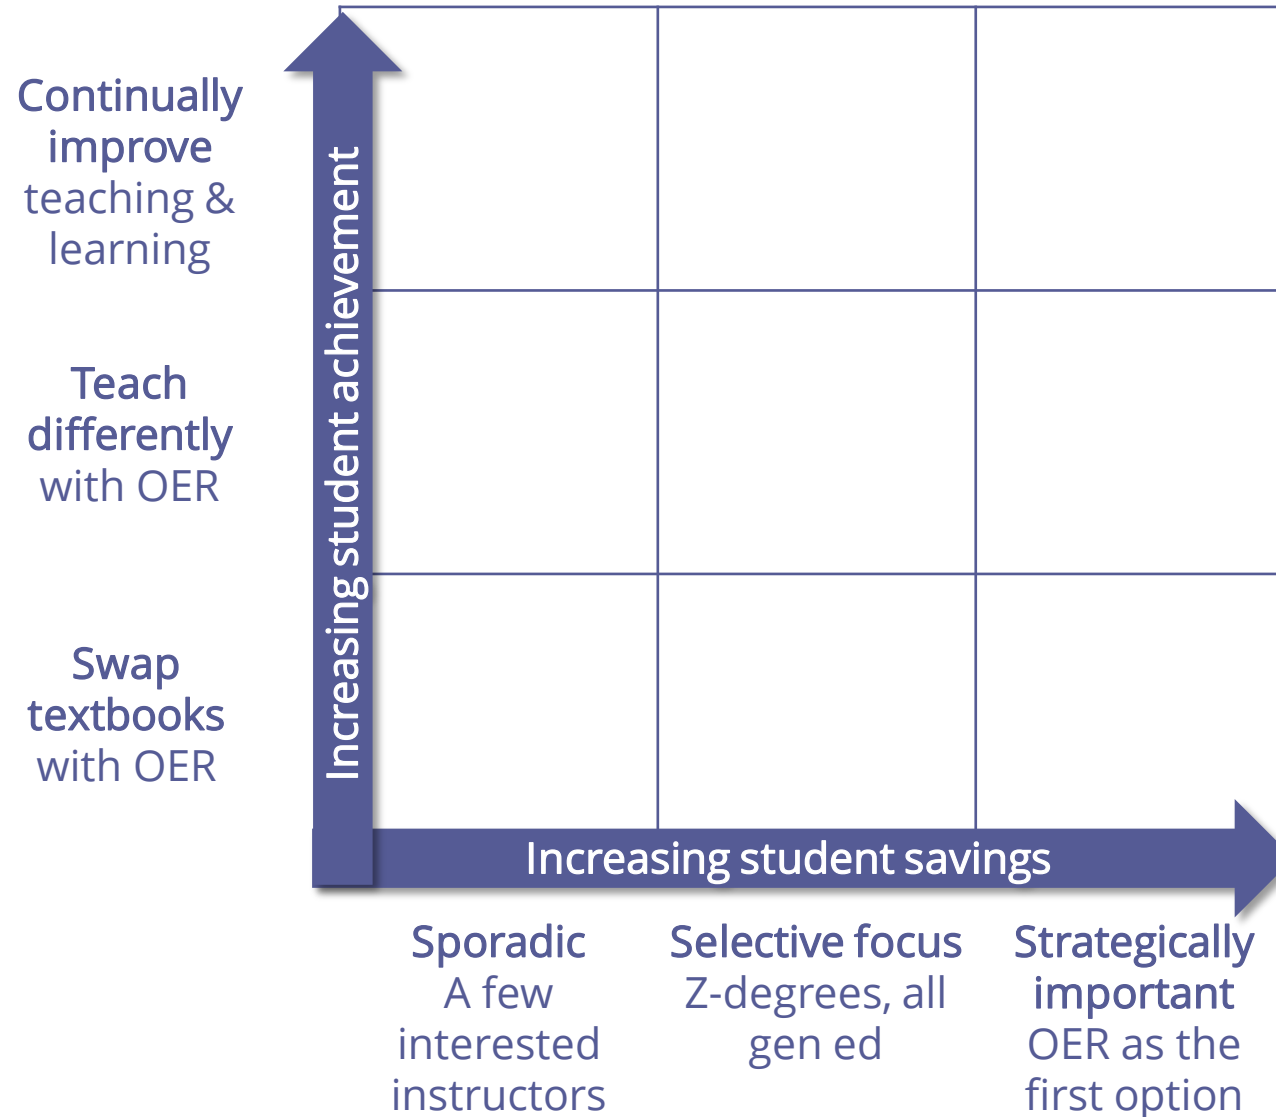 Continually
improve
teaching &
learning
Teach
differently
with OER
Swap
textbooks
with OER
Increasing student achievement
Increasing student savings
Sporadic
A few
interested
instructors
Selective focus
Z-degrees, all
gen ed
Strategically
important
OER as the
first option